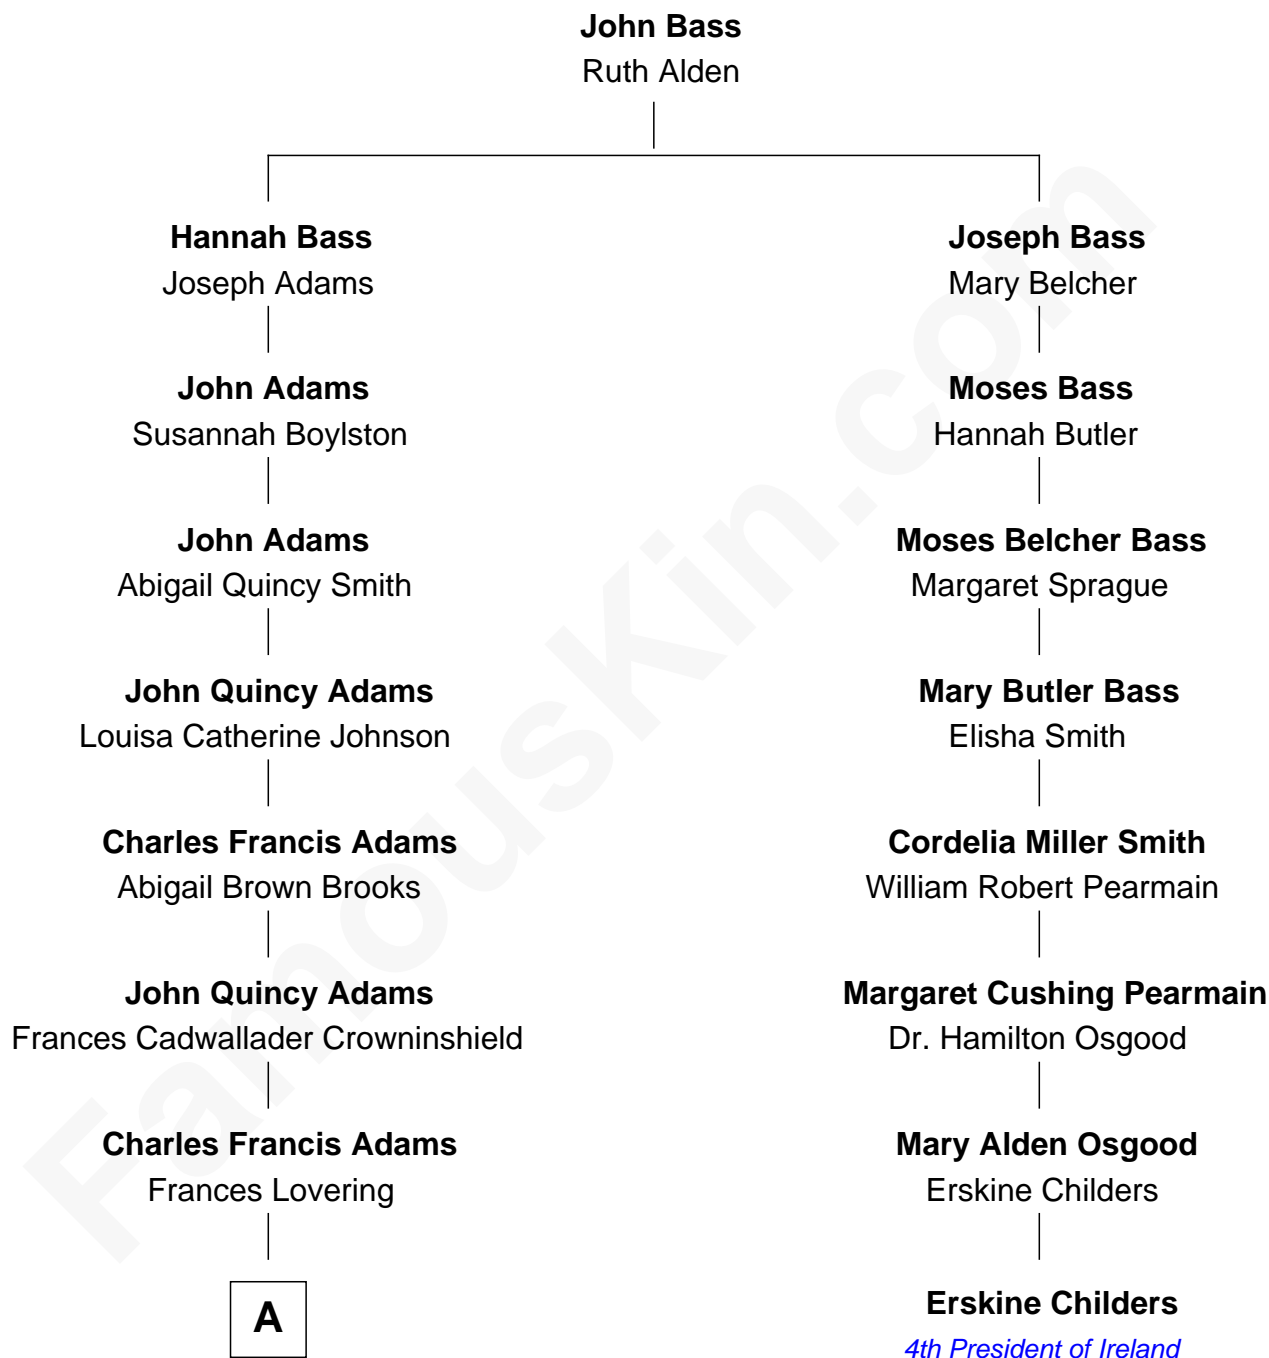 John Bass
Ruth Alden
Hannah Bass
Joseph Adams
Joseph Bass
Mary Belcher
John Adams
Susannah Boylston
Moses Bass
Hannah Butler
John Adams
Abigail Quincy Smith
Moses Belcher Bass
Margaret Sprague
John Quincy Adams
Louisa Catherine Johnson
Mary Butler Bass
Elisha Smith
Charles Francis Adams
Abigail Brown Brooks
Cordelia Miller Smith
William Robert Pearmain
John Quincy Adams
Frances Cadwallader Crowninshield
Margaret Cushing Pearmain
Dr. Hamilton Osgood
Charles Francis Adams
Frances Lovering
Mary Alden Osgood
Erskine Childers
A
Erskine Childers
4th President of Ireland
FamousKin.com